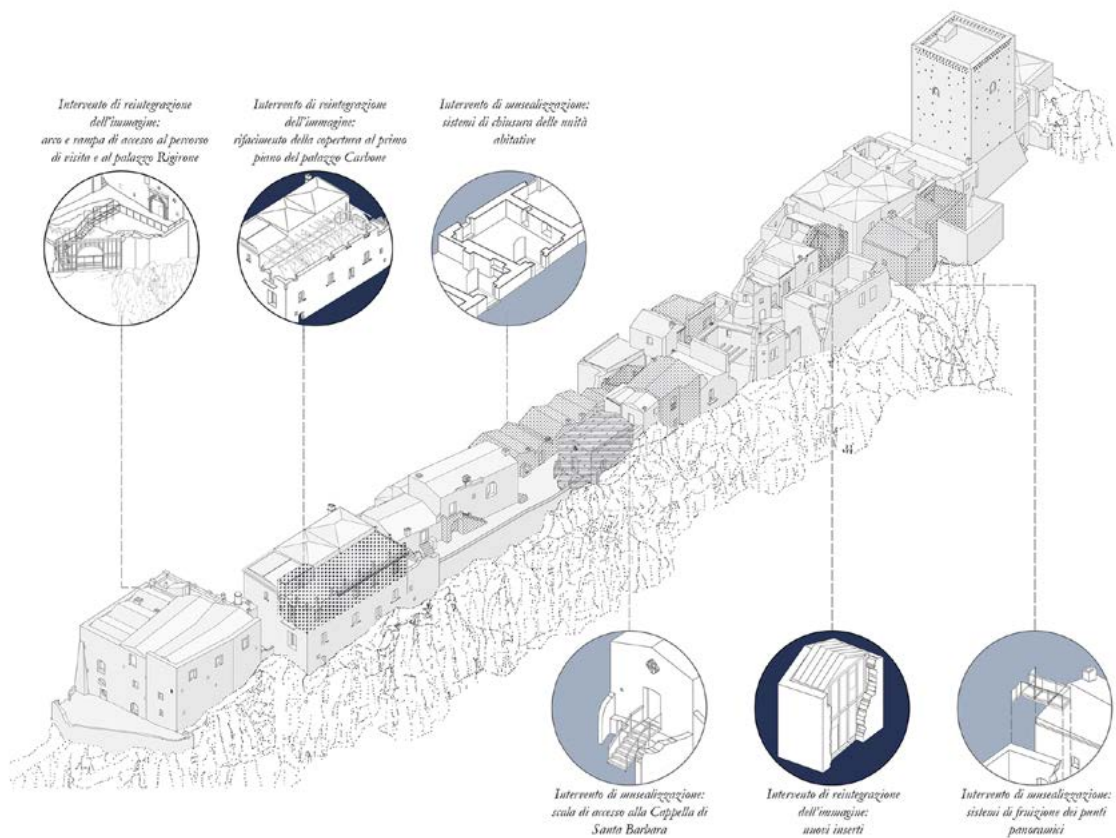 Intervento di reintegrazione
dell'immagine:
arco e rampa di accesso al percorso
di visita e al palazzo Rigirone
Intervento di reintegrazione
dell'immagine:
rifacimento della copertura al primo
piano del palazzo Carbone
Intervento di musealizzazione:
sistemi di chiusura delle unità
abitative
Intervento di musealizzazione:
scala di accesso alla Cappella di
Santa Barbara
Intervento di reintegrazione
dell'immagine:
nuovi inserti
Intervento di musealizzazione:
sistemi di fruizione dei punti
panoramici